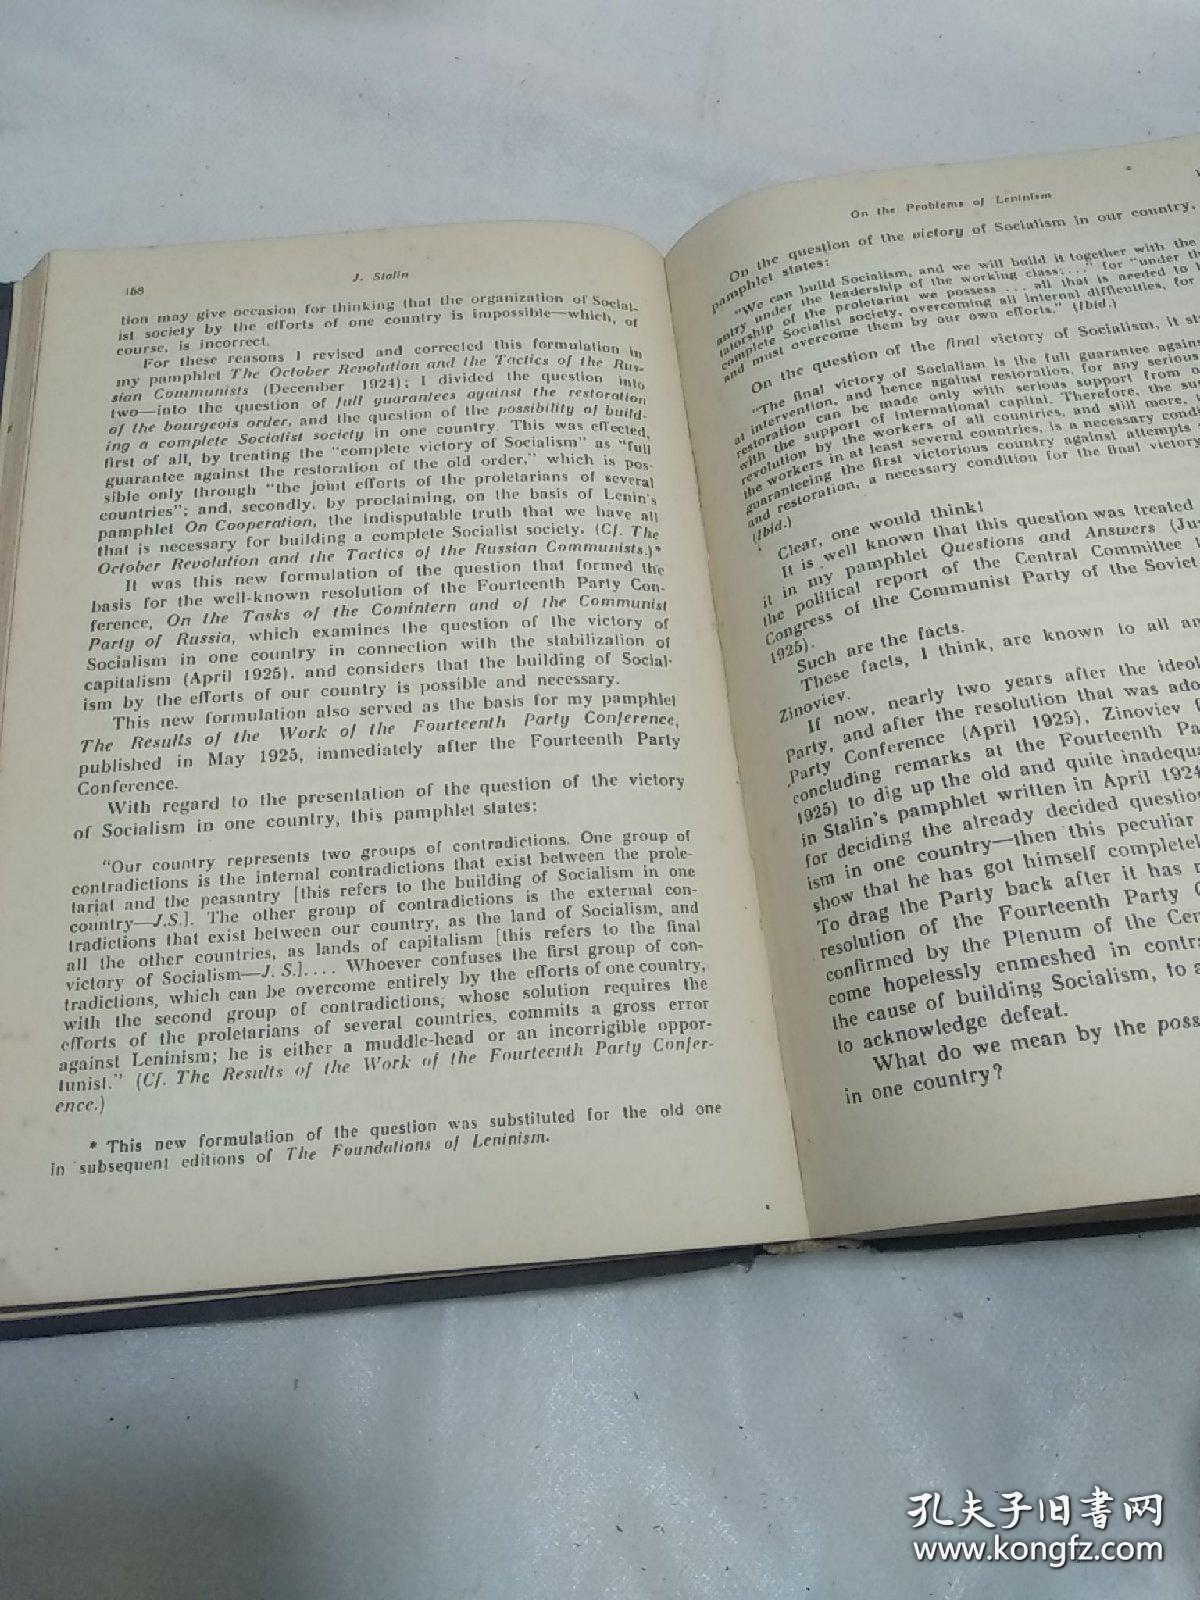 158
J. Stalin
tion may give occasion for thinking that the organization of Social-
ist society by the efforts of one country is impossible—which, of
course, is incorrect.
For these reasons I revised and corrected this formulation in
my pamphlet The October Revolution and the Tactics of the Rus-
sian Communists (December 1924); I divided the question into
two—into the question of full guarantees against the restoration
of the bourgeois order, and the question of the possibility of build-
ing a complete Socialist society in one country. This was effected,
first of all, by treating the "complete victory of Socialism" as "full
guarantee against the restoration of the old order," which is pos-
sible only through "the joint efforts of the proletarians of several
countries"; and, secondly, by proclaiming, on the basis of Lenin's
pamphlet On Cooperation, the indisputable truth that we have all
that is necessary for building a complete Socialist society. (Cf. The
October Revolution and the Tactics of the Russian Communists.)*
It was this new formulation of the question that formed the
basis for the well-known resolution of the Fourteenth Party Con-
ference, On the Tasks of the Comintern and of the Communist
Party of Russia, which examines the question of the victory of
Socialism in one country in connection with the stabilization of
capitalism (April 1925), and considers that the building of Social-
ism by the efforts of our country is possible and necessary.
This new formulation also served as the basis for my pamphlet
The Results of the Work of the Fourteenth Party Conference,
published in May 1925, immediately after the Fourteenth Party
Conference.
With regard to the presentation of the question of the victory
of Socialism in one country, this pamphlet states:
"Our country represents two groups of contradictions. One group of
contradictions is the internal contradictions that exist between the prole-
tariat and the peasantry [this refers to the building of Socialism in one
country—J.S.]. The other group of contradictions is the external con-
tradictions that exist between our country, as the land of Socialism, and
all the other countries, as lands of capitalism [this refers to the final
victory of Socialism—J. S.].... Whoever confuses the first group of con-
tradictions, which can be overcome entirely by the efforts of one country,
with the second group of contradictions, whose solution requires the
efforts of the proletarians of several countries, commits a gross error
against Leninism; he is either a muddle-head or an incorrigible oppor-
tunist." (Cf. The Results of the Work of the Fourteenth Party Confer-
ence.)
* This new formulation of the question was substituted for the old one
in subsequent editions of The Foundations of Leninism.
On the Problems of Leninism
On the question of the victory of Socialism in our country,
pamphlet states:
"We can build Socialism, and we will build it together with the
antry under the leadership of the working class;..." for "under the
tatorship of the proletariat we possess ... all that is needed to
complete Socialist society, overcoming all internal difficulties, for
and must overcome them by our own efforts." (Ibid.)
On the question of the final victory of Socialism, it
"The final victory of Socialism is the full guarantee against
al intervention, and hence against restoration, for any serious
restoration can be made only with serious support from
with the support of international capital. Therefore, the
revolution by the workers of all countries, and still more,
the workers in at least several countries, is a necessary
guaranteeing the first victorious country against attempts
and restoration, a necessary condition for the final victory
(Ibid.)
Clear, one would think!
It is well known that this question was treated
it in my pamphlet Questions and Answers
the political report of the Central Committee
Congress of the Communist Party of the Soviet
1925).
Such are the facts.
These facts, I think, are known to all
Zinoviev.
If now, nearly two years after the
Party, and after the resolution that was
Party Conference (April 1925), Zinoviev
concluding remarks at the Fourteenth
1925) to dig up the old and quite
in Stalin's pamphlet written in April 1924
for deciding the already decided
ism in one country—then this peculiar
show that he has got himself
To drag the Party back after it has
resolution of the Fourteenth Party
confirmed by the Plenum of the
come hopelessly enmeshed in
the cause of building Socialism, to
to acknowledge defeat.
What do we mean by the
in one country?
孔夫子旧书网
www.kongfz.com